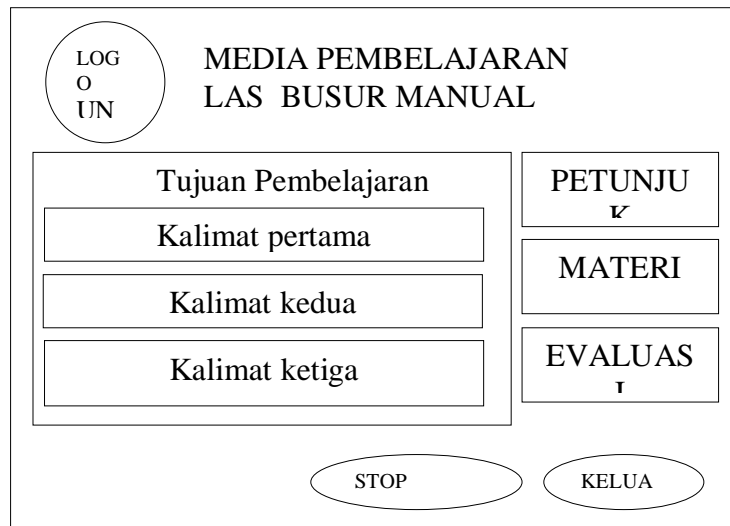 LOG
O
UN
MEDIA PEMBELAJARAN
LAS BUSUR MANUAL
Tujuan Pembelajaran
Kalimat pertama
Kalimat kedua
Kalimat ketiga
PETUNJU
K
MATERI
EVALUAS
I
STOP
KELUA